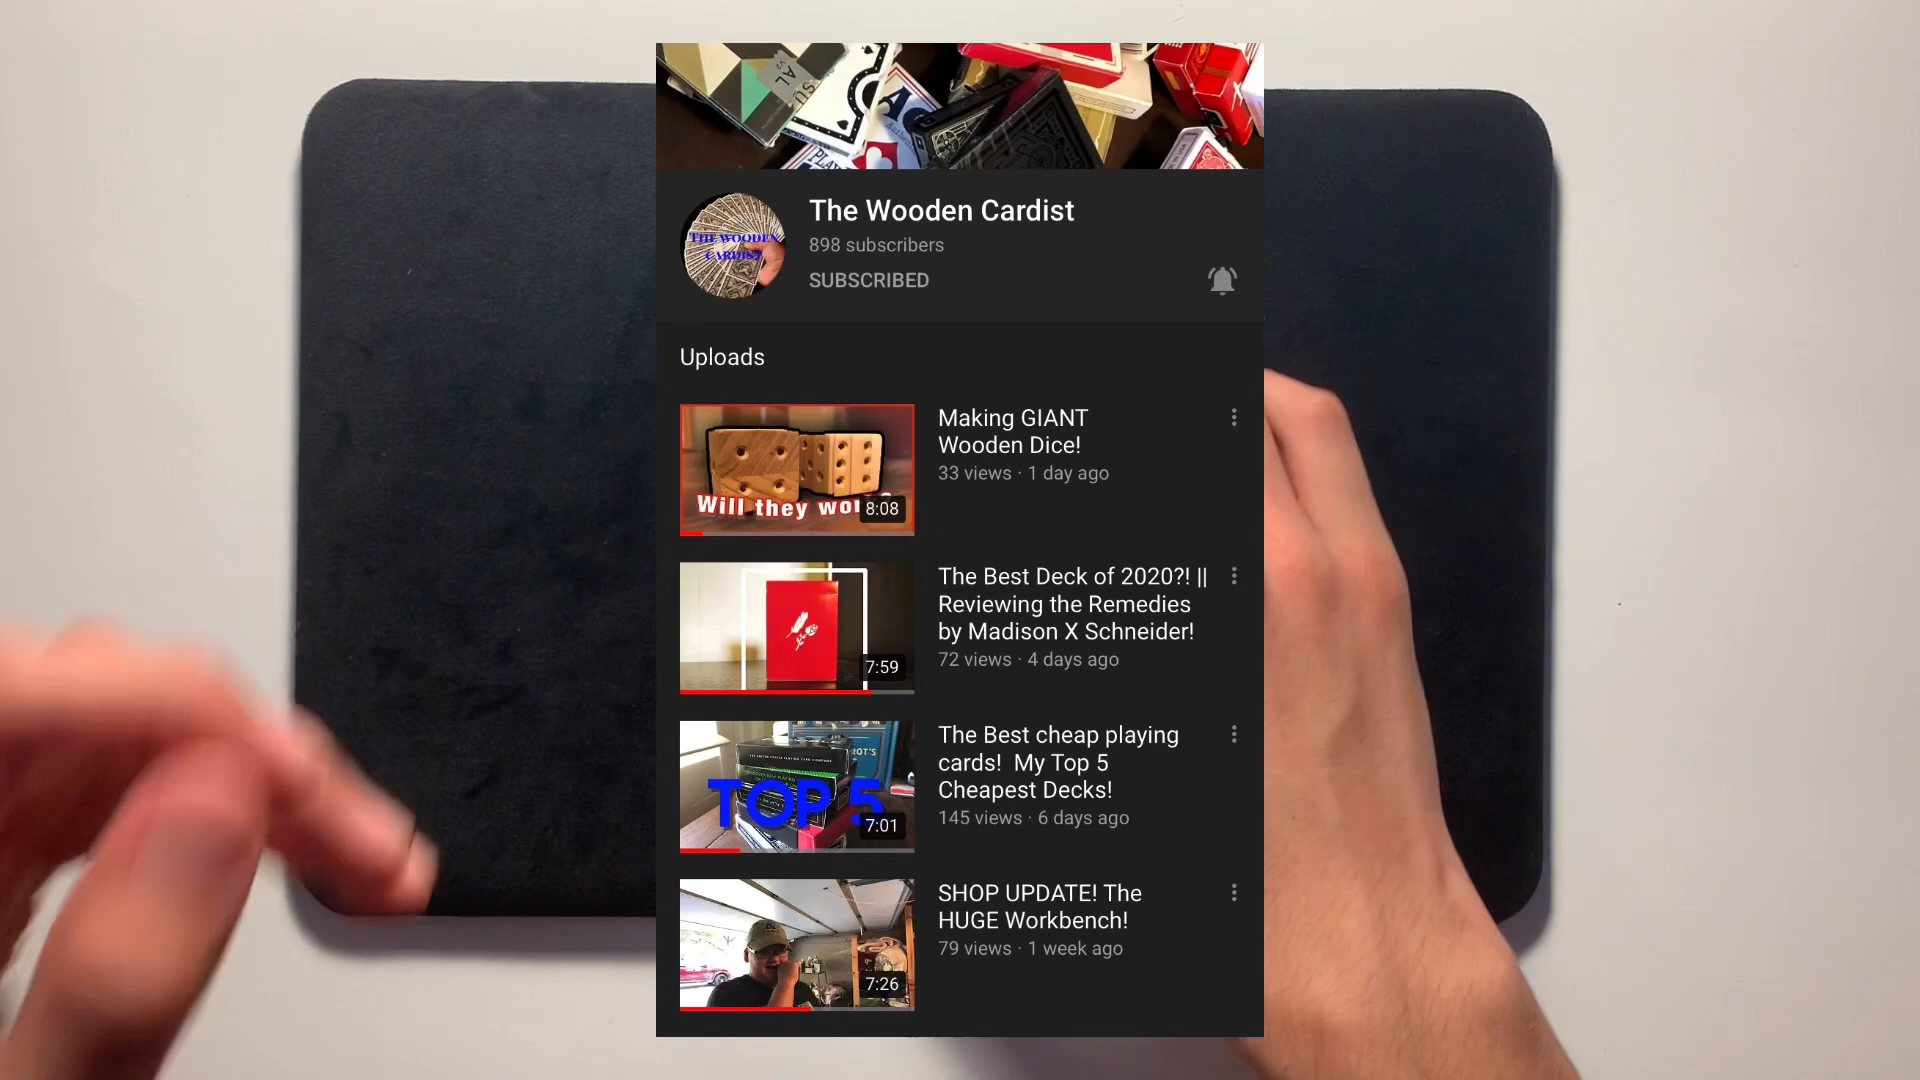 The Wooden Cardist
THE WOODEN
CARDIST
898 subscribers
SUBSCRIBED
Uploads
Making GIANT
Wooden Dice!
33 views · 1 day ago
Will they
8:08
The Best Deck of 2020?! ||
Reviewing the Remedies
by Madison X Schneider!
72 views · 4 days ago
7:59
The Best cheap playing
cards! My Top 5
Cheapest Decks!
145 views · 6 days ago
TOP 5
7:01
SHOP UPDATE! The
HUGE Workbench!
79 views · 1 week ago
7:26